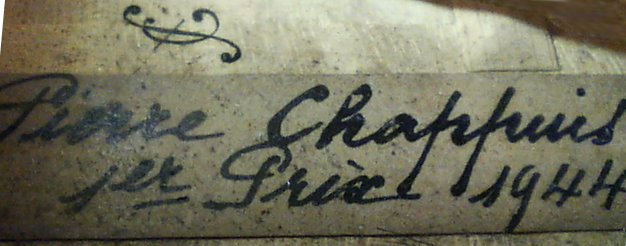 Pierre Chappuis
1er Prix 1944